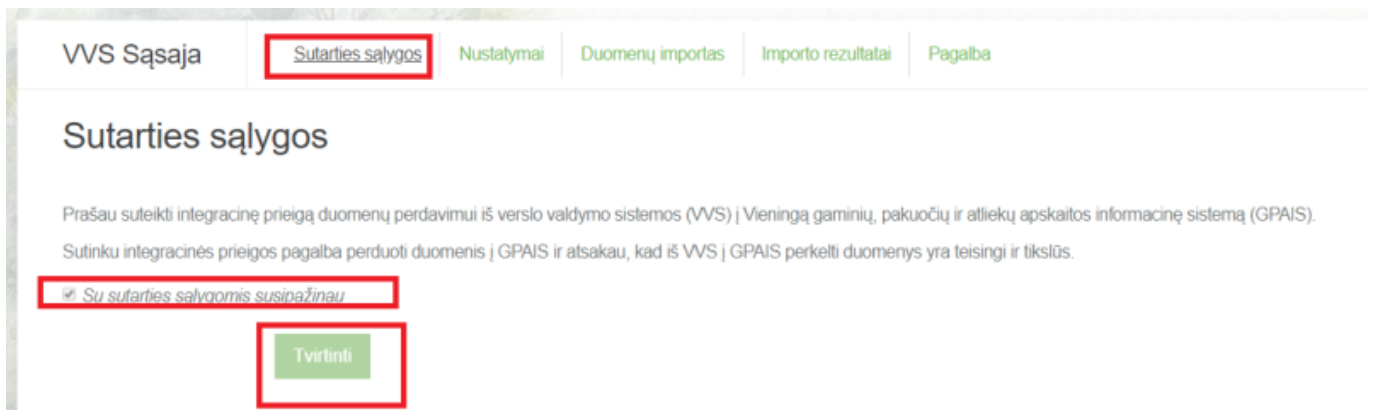 VVS Sąsaja Sutarties sąlygos Nustatymai Duomenų importas Importo rezultatai Pagalba
Sutarties sąlygos
Prašau suteikti integracinę prieigą duomenų perdavimui iš verslo valdymo sistemos (VVS) į Vieningą gaminių, pakuočių ir atliekų apskaitos informacinę sistemą (GPAIS).
Sutinku integracinės prieigos pagalba perduoti duomenis į GPAIS ir atsakau, kad iš VVS į GPAIS perkelti duomenys yra teisingi ir tikslūs.
Su sutarties sąlygomis susipažinau
Tvirtinti